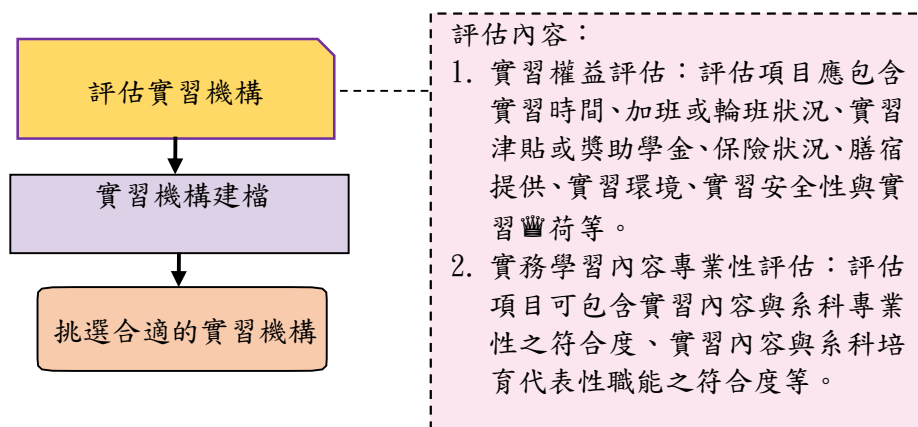 評估實習機構
實習機構建檔
挑選合適的實習機構
評估內容：
1. 實習權益評估：評估項目應包含
實習時間、加班或輪班狀況、實習
津貼或獎助學金、保險狀況、膳宿
提供、實習環境、實習安全性與實
習♕荷等。
2. 實務學習內容專業性評估：評估
項目可包含實習內容與系科專業
性之符合度、實習內容與系科培
育代表性職能之符合度等。